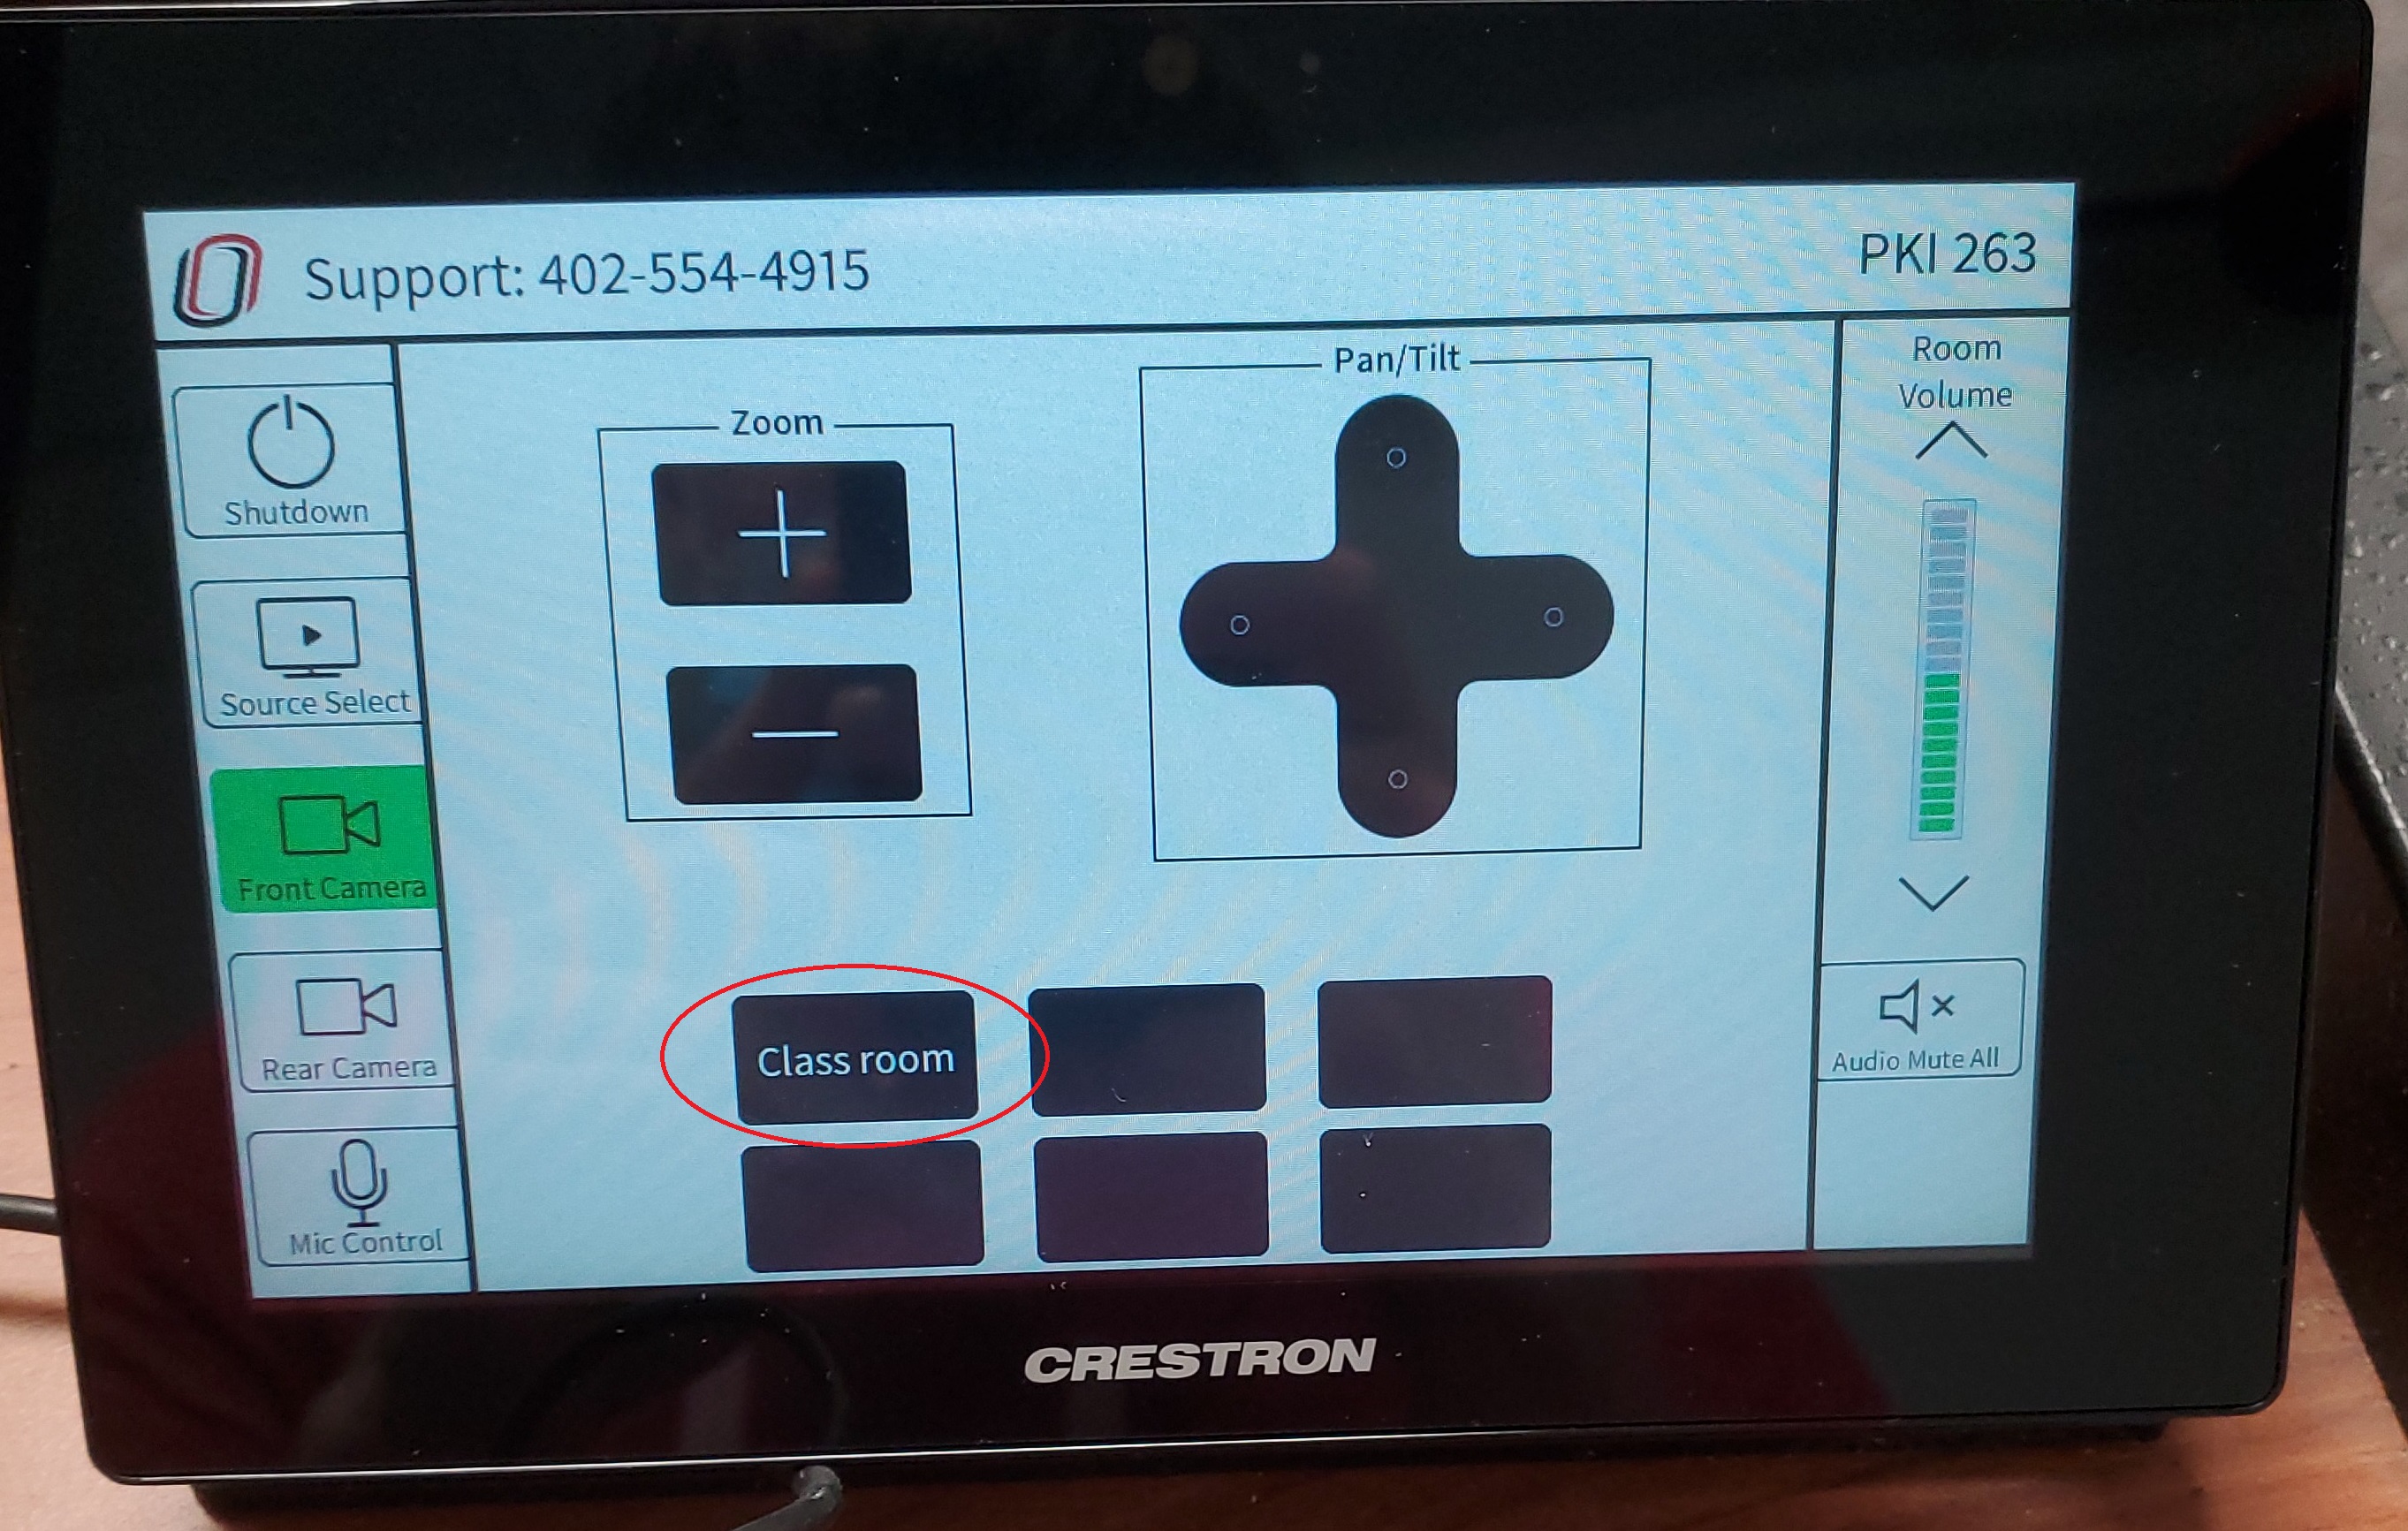 Support: 402-554-4915
PKI 263
Shutdown
Source Select
Front Camera
Rear Camera
Mic Control
Zoom
Pan/Tilt
Class room
Room
Volume
Audio Mute All
CRESTRON